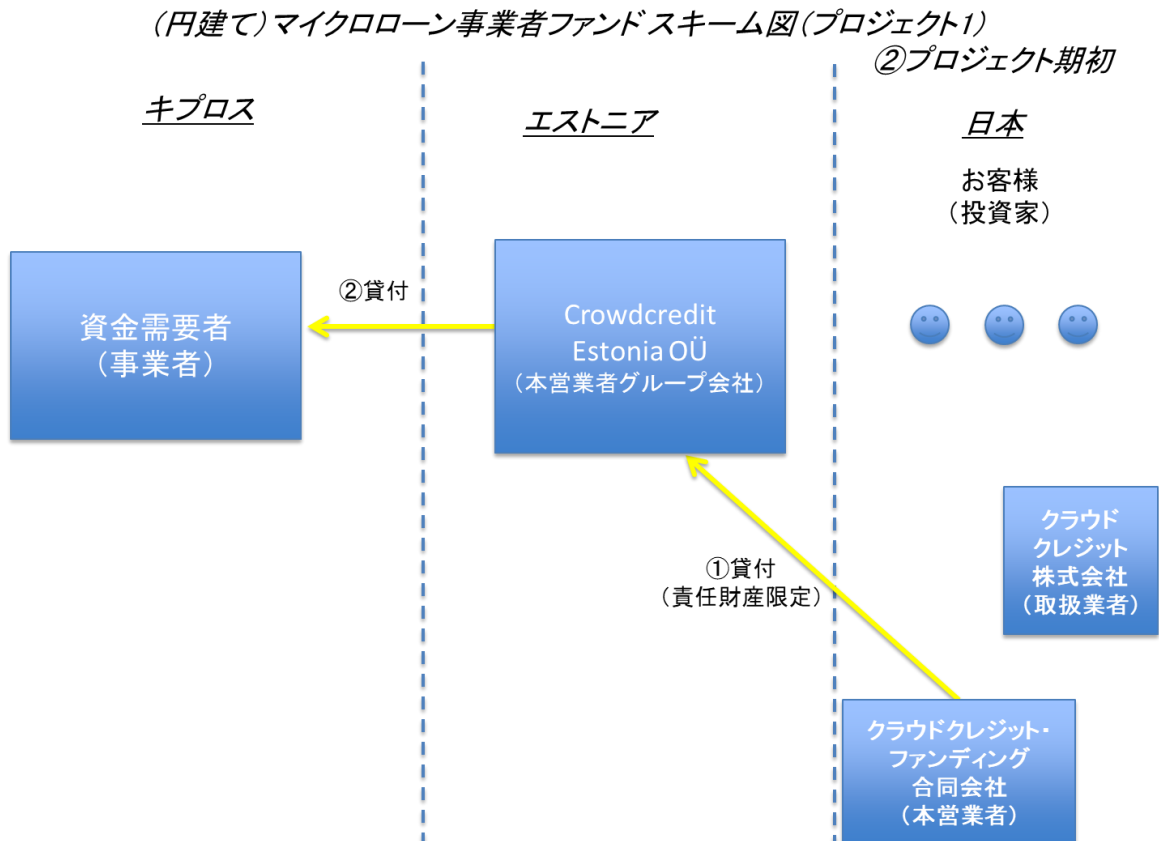 （円建て）マイクロローン事業者ファンド スキーム図（プロジェクト1）
②プロジェクト期初
キプロス
エストニア
日本
お客様
（投資家）
資金需要者
（事業者）
②貸付
Crowdcredit
Estonia OÜ
（本営業者グループ会社）
クラウド
クレジット
株式会社
（取扱業者）
①貸付
（責任財産限定）
クラウドクレジット・
ファンディング
合同会社
（本営業者）